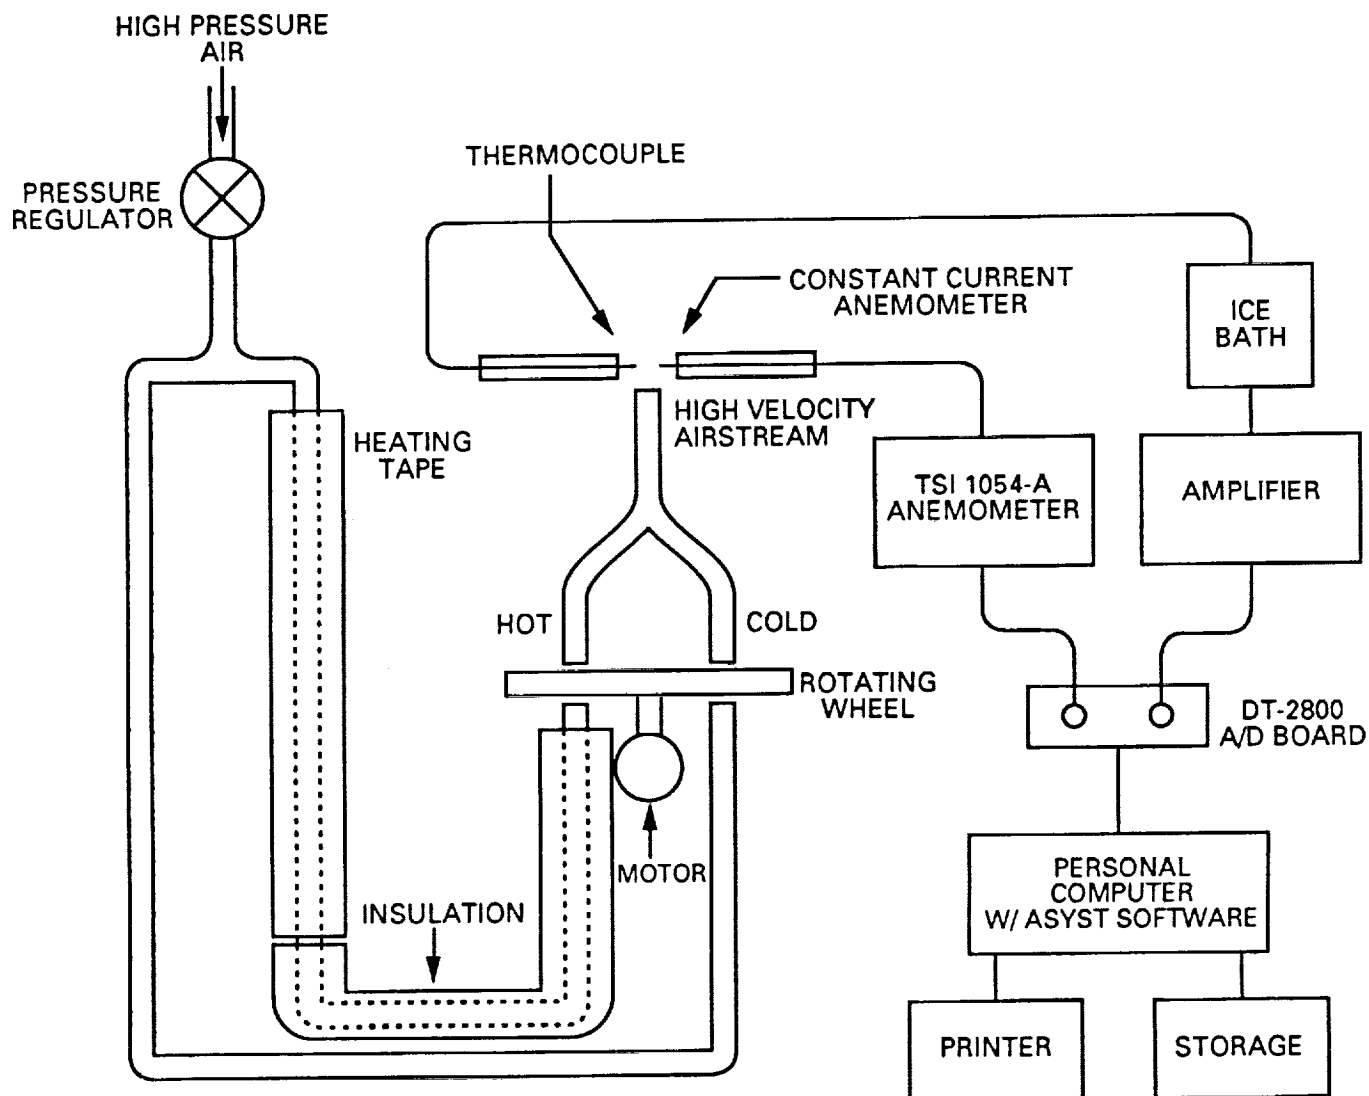 HIGH PRESSURE
AIR
PRESSURE
REGULATOR
THERMOCOUPLE
CONSTANT CURRENT
ANEMOMETER
ICE
BATH
HIGH VELOCITY
AIRSTREAM
HEATING
TAPE
TSI 1054-A
ANEMOMETER
AMPLIFIER
HOT
COLD
ROTATING
WHEEL
DT-2800
A/D BOARD
MOTOR
INSULATION
PERSONAL
COMPUTER
W/ ASYST SOFTWARE
PRINTER
STORAGE